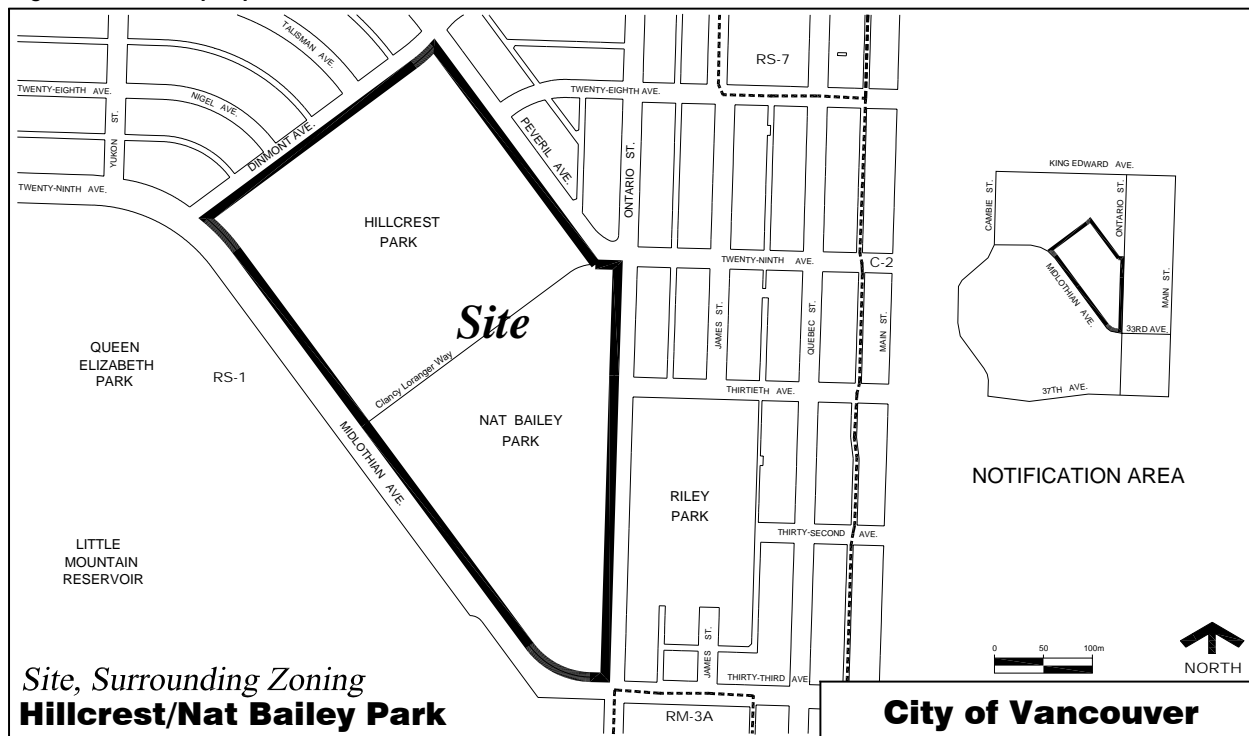 TALISMAN AVE.
RS-7
TWENTY-EIGHTH AVE.
NIGEL AVE.
TWENTY-EIGHTH AVE.
YUKON ST.
DINMONT AVE.
PEVERIL AVE.
ONTARIO ST.
KING EDWARD AVE.
TWENTY-NINTH AVE.
CAMBIE ST.
ONTARIO ST.
HILLCREST
PARK
TWENTY-NINTH AVE.
C-2
MIDLOTHIAN AVE.
MAIN ST.
Site
JAMES ST.
QUEBEC ST.
MAIN ST.
33RD AVE.
QUEEN
ELIZABETH
PARK
RS-1
Clancy Loranger Way
THIRTIETH AVE.
37TH AVE.
NAT BAILEY
PARK
MIDLOTHIAN AVE.
NOTIFICATION AREA
RILEY
PARK
THIRTY-SECOND AVE.
LITTLE
MOUNTAIN
RESERVOIR
JAMES ST.
0 50 100m
NORTH
THIRTY-THIRD AVE
Site, Surrounding Zoning
Hillcrest/Nat Bailey Park
RM-3A
City of Vancouver